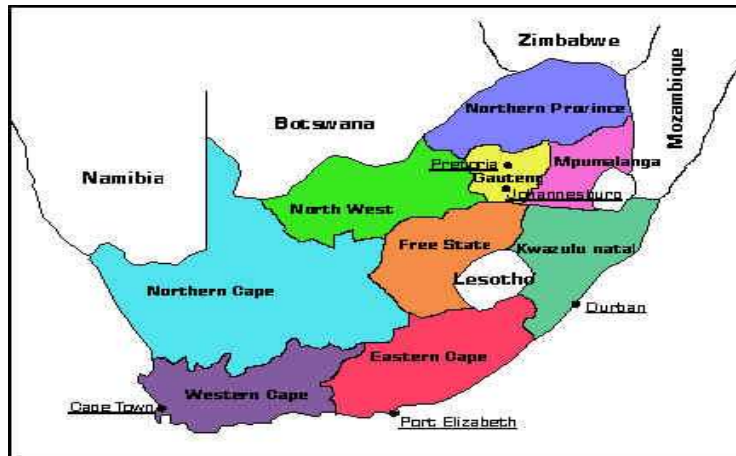 Zimbabwe
Mozambique
Northern Province
Botswana
Pretoria
Mpumalanga
Namibia
Gauteng
Johannesburg
North West
Free State
Kwazulu natal
Lesotho
Northern Cape
Durban
Eastern Cape
Western Cape
Cape Town
Port Elizabeth